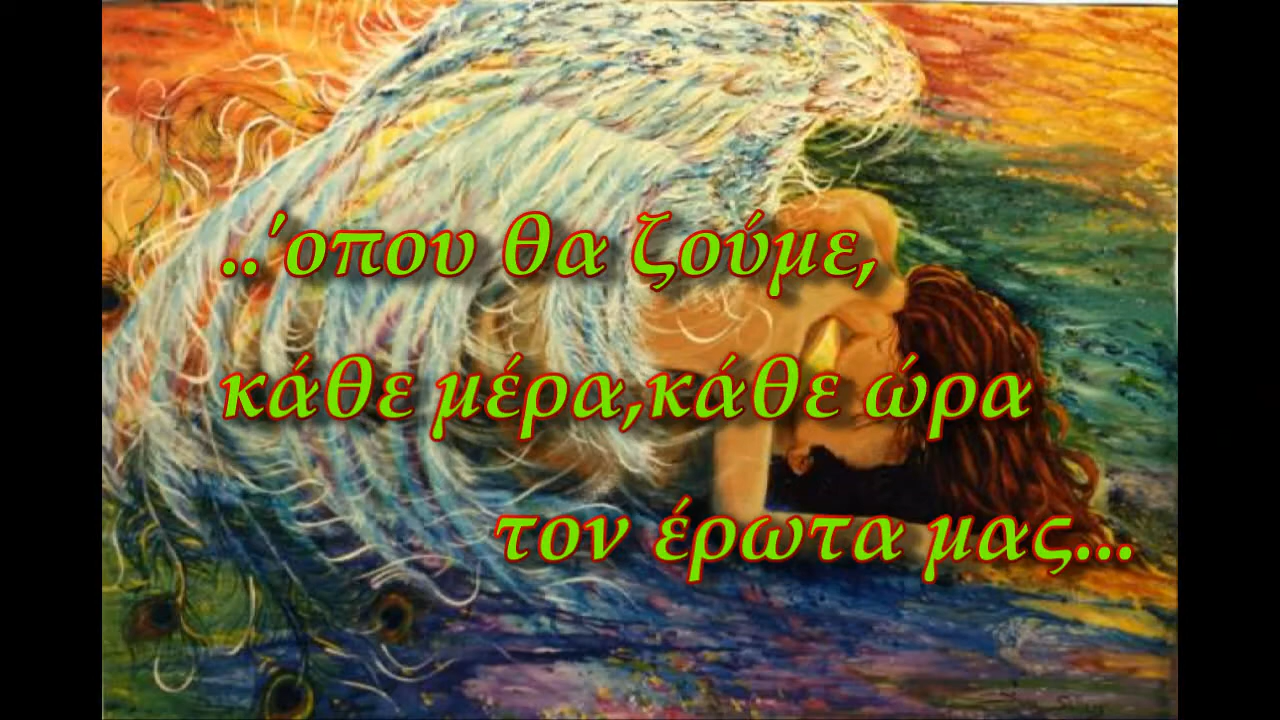 ..΄οπου θα ζούμε,
κάθε μέρα,κάθε ώρα
τον έρωτα μας...